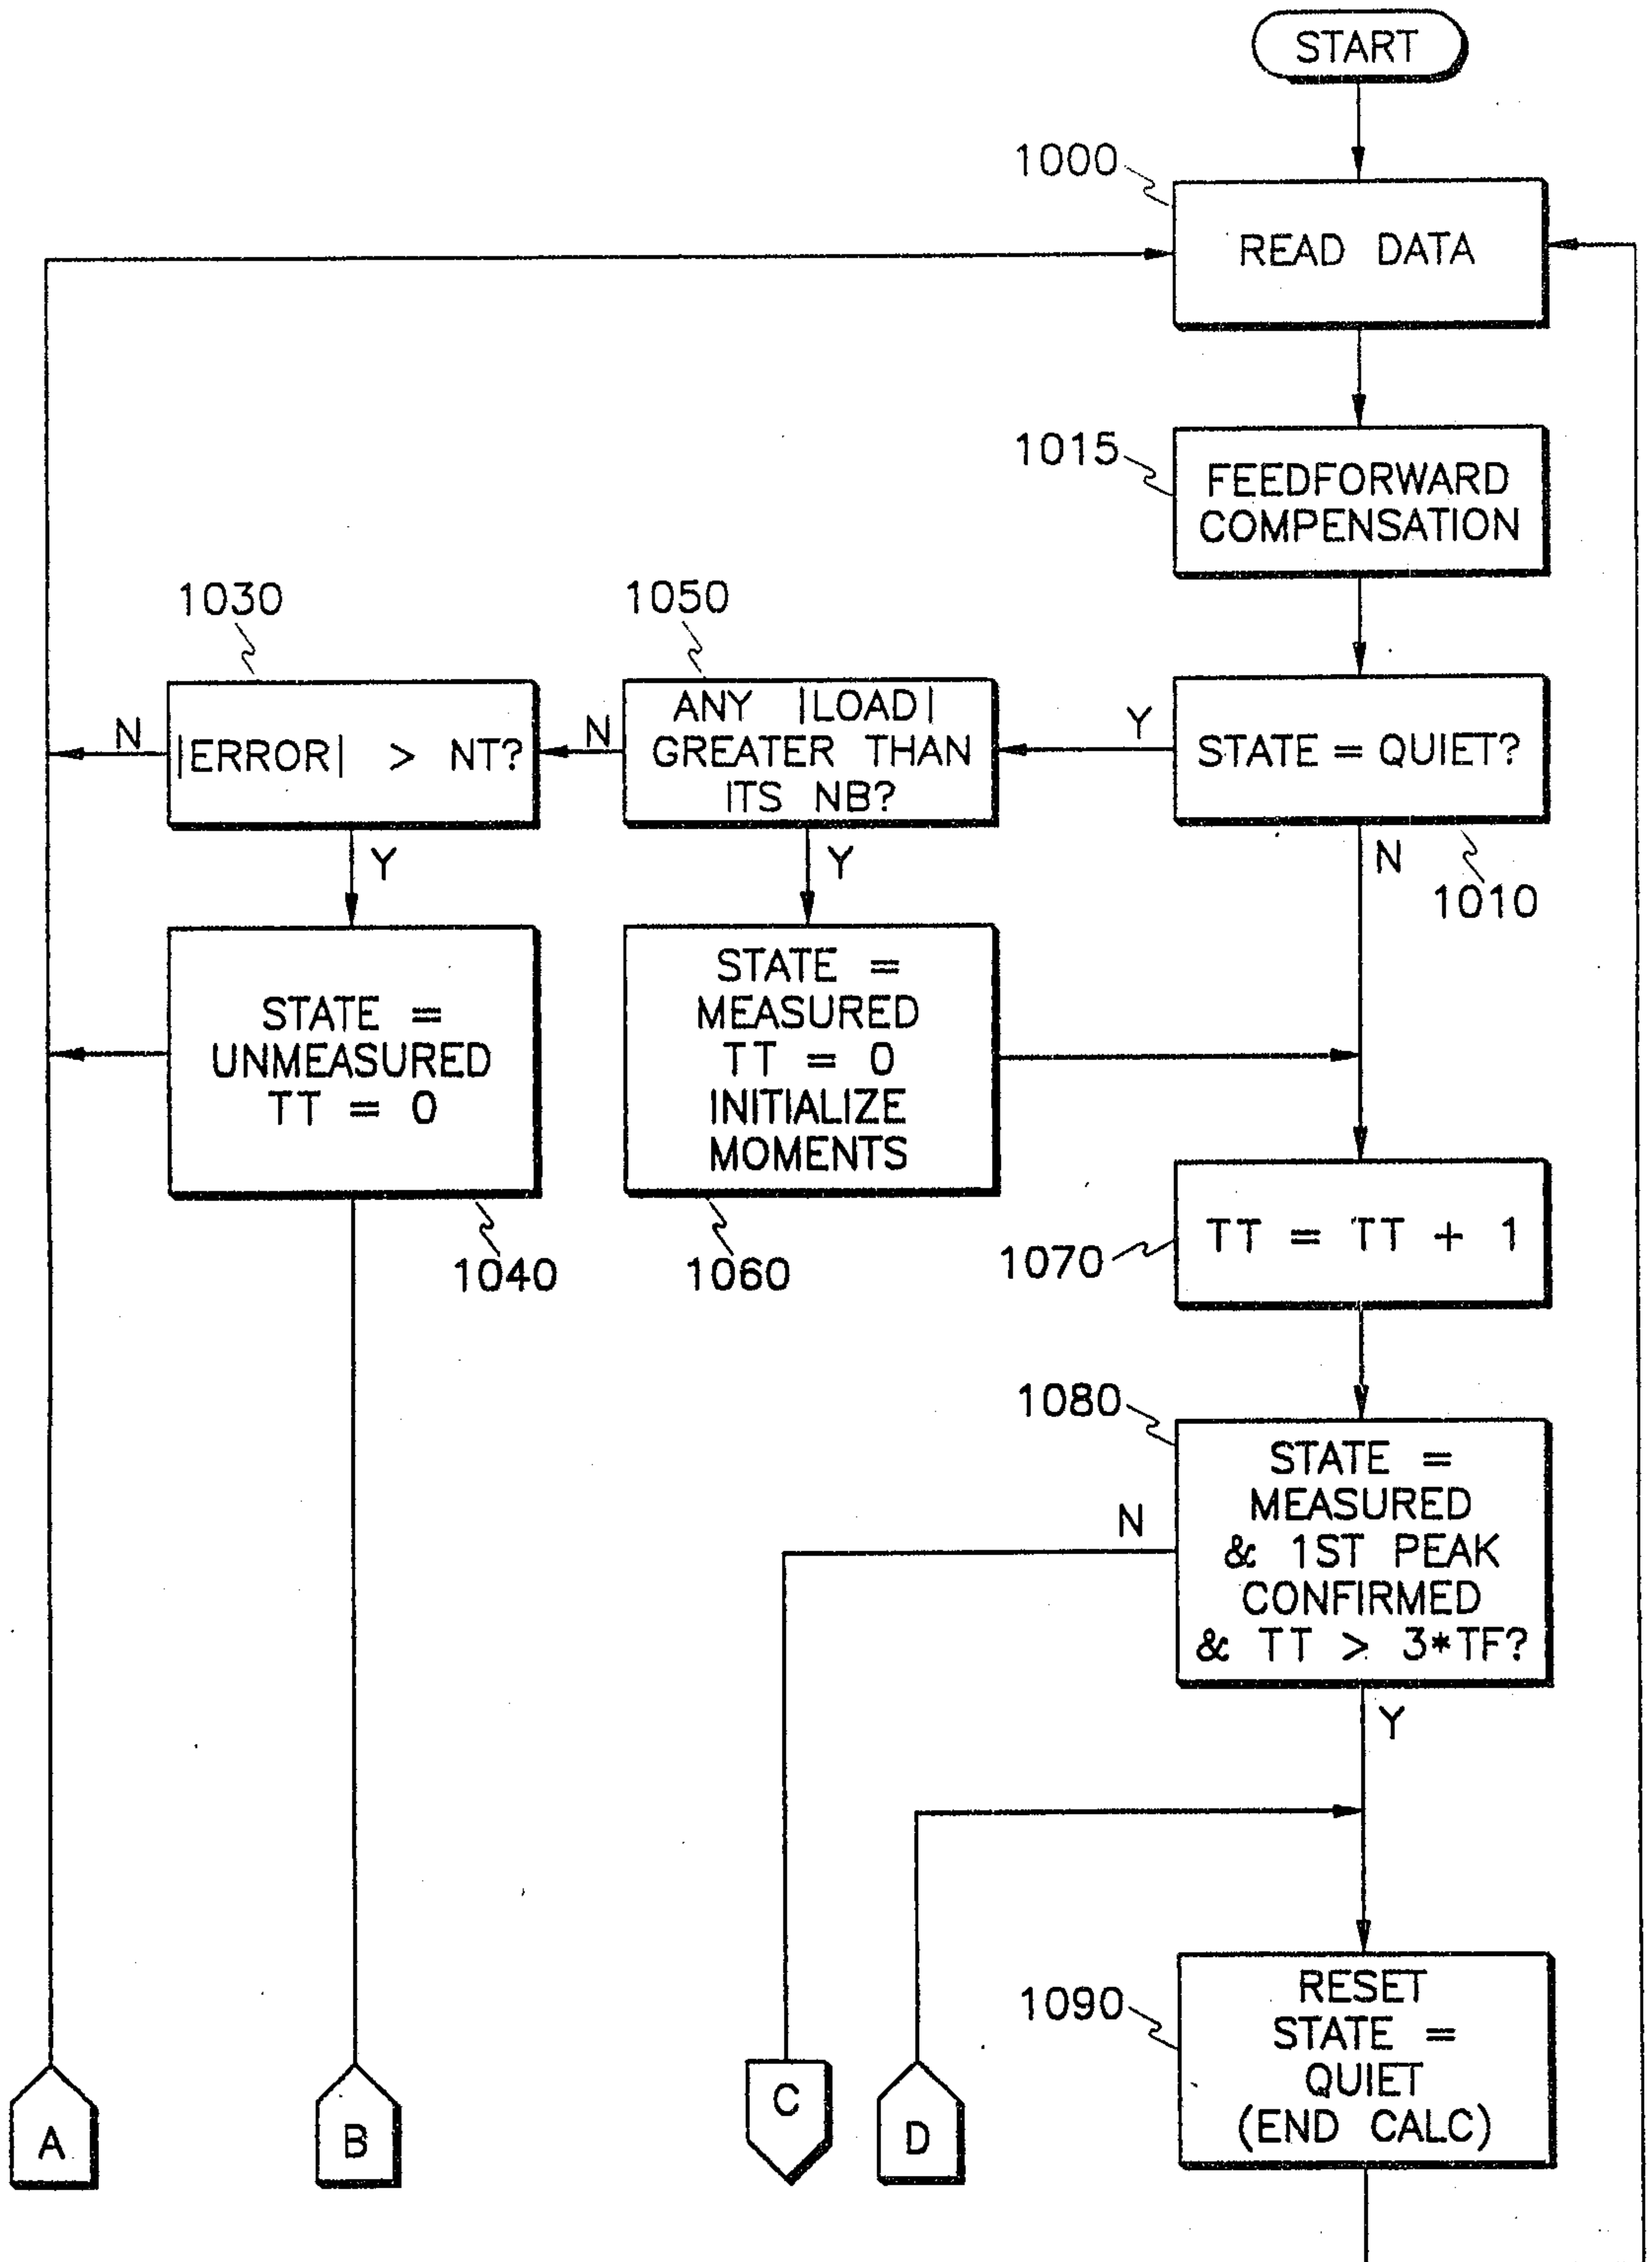 START
1000
READ DATA
1015
FEEDFORWARD
COMPENSATION
1030
1050
N
|ERROR| > NT?
N
ANY |LOAD|
GREATER THAN
ITS NB?
Y
STATE = QUIET?
Y
Y
N
1010
STATE =
UNMEASURED
TT = 0
STATE =
MEASURED
TT = 0
INITIALIZE
MOMENTS
1040
1060
1070
TT = TT + 1
1080
N
STATE =
MEASURED
& 1ST PEAK
CONFIRMED
& TT > 3*TF?
Y
1090
RESET
STATE =
QUIET
(END CALC)
A
B
C
D